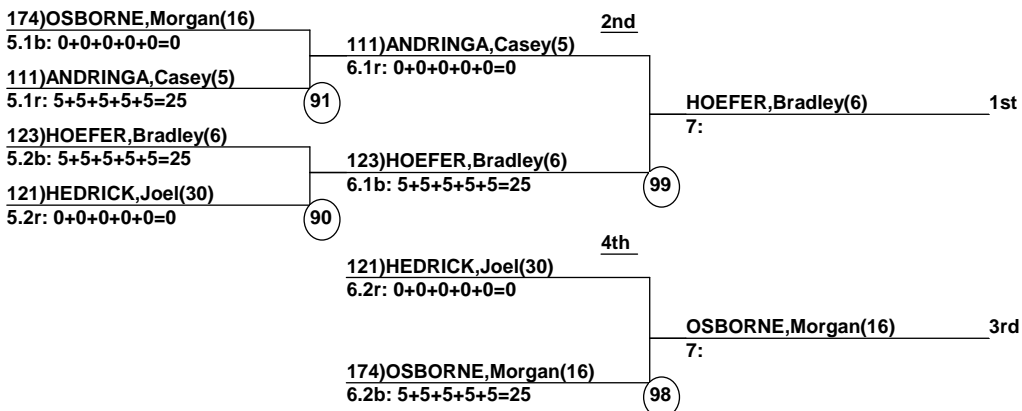 174)OSBORNE,Morgan(16)
5.1b: 0+0+0+0+0=0
111)ANDRINGA,Casey(5)
5.1r: 5+5+5+5+5=25
91
123)HOEFER,Bradley(6)
5.2b: 5+5+5+5+5=25
121)HEDRICK,Joel(30)
5.2r: 0+0+0+0+0=0
90
2nd
111)ANDRINGA,Casey(5)
6.1r: 0+0+0+0+0=0
123)HOEFER,Bradley(6)
6.1b: 5+5+5+5+5=25
99
HOEFER,Bradley(6)
1st
7:
4th
121)HEDRICK,Joel(30)
6.2r: 0+0+0+0+0=0
174)OSBORNE,Morgan(16)
6.2b: 5+5+5+5+5=25
98
OSBORNE,Morgan(16)
3rd
7: